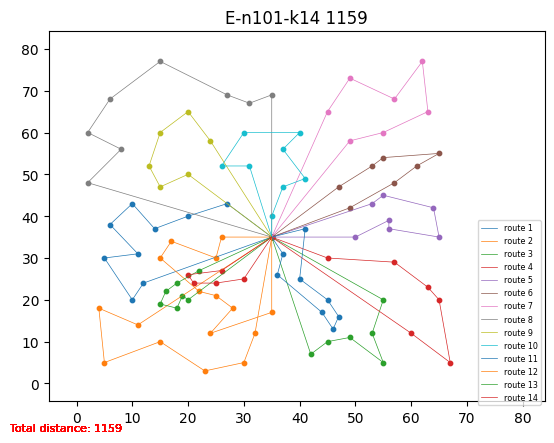 E-n101-k14 1159
80
70
60
50
40
30
20
10
0
0 10 20 30 40 50 60 70 80
route 1
route 2
route 3
route 4
route 5
route 6
route 7
route 8
route 9
route 10
route 11
route 12
route 13
route 14
Total distance: 1159